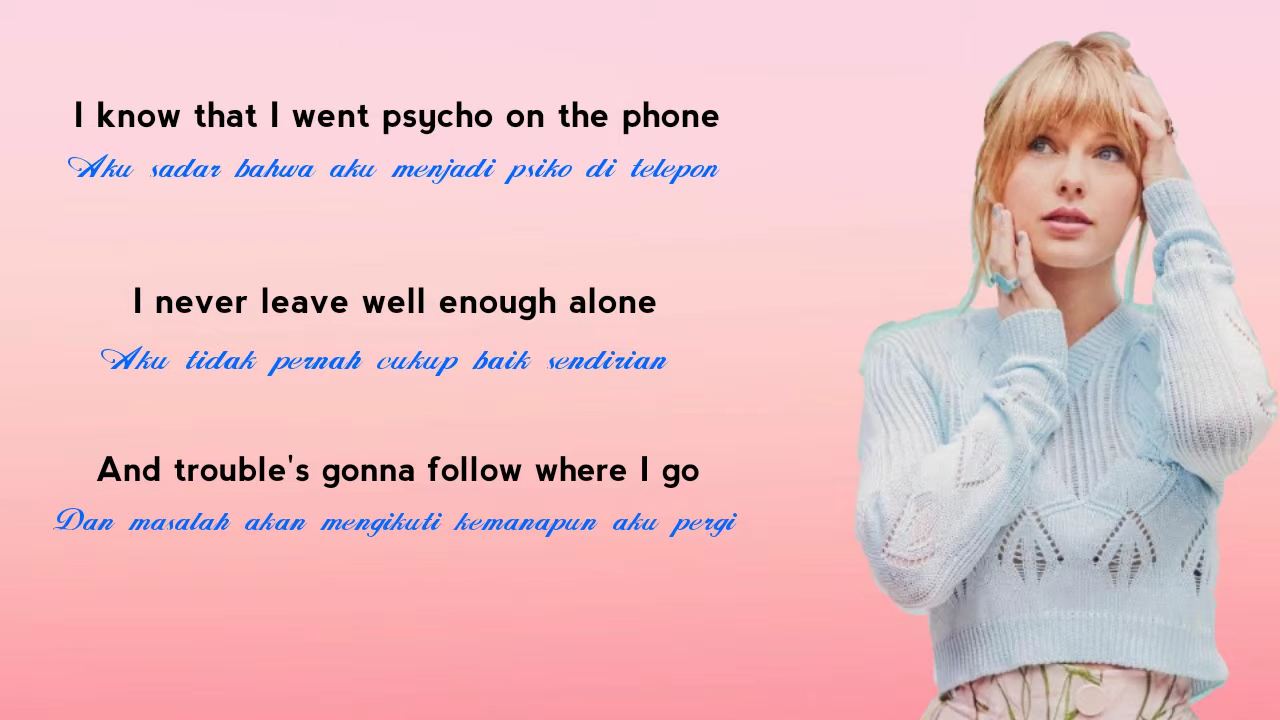 I know that I went psycho on the phone
Aku sadar bahwa aku menjadi psiko di telepon
I never leave well enough alone
Aku tidak pernah cukup baik sendirian
And trouble's gonna follow where I go
Dan masalah akan mengikuti kemanapun aku pergi